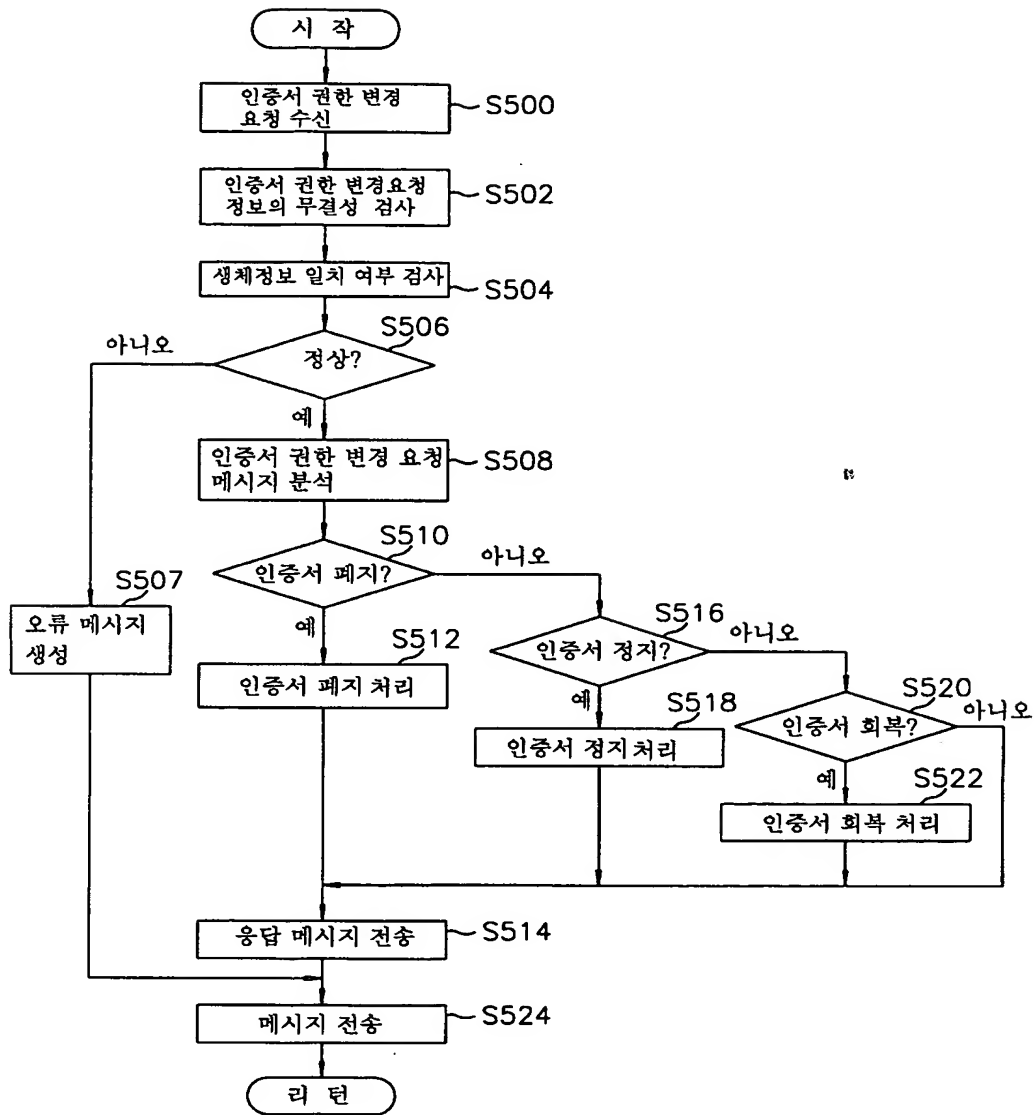 시 작
인증서 권한 변경
요청 수신
S500
인증서 권한 변경요청
정보의 무결성 검사
S502
생체정보 일치 여부 검사
S504
S506
아니오
정상?
예
인증서 권한 변경 요청
메시지 분석
S508
S510
인증서 폐지?
아니오
S507
오류 메시지
생성
예
S512
인증서 폐지 처리
S516
인증서 정지?
아니오
예
S518
인증서 정지 처리
S520
인증서 회복?
아니오
예
S522
인증서 회복 처리
응답 메시지 전송
S514
메시지 전송
S524
리 턴